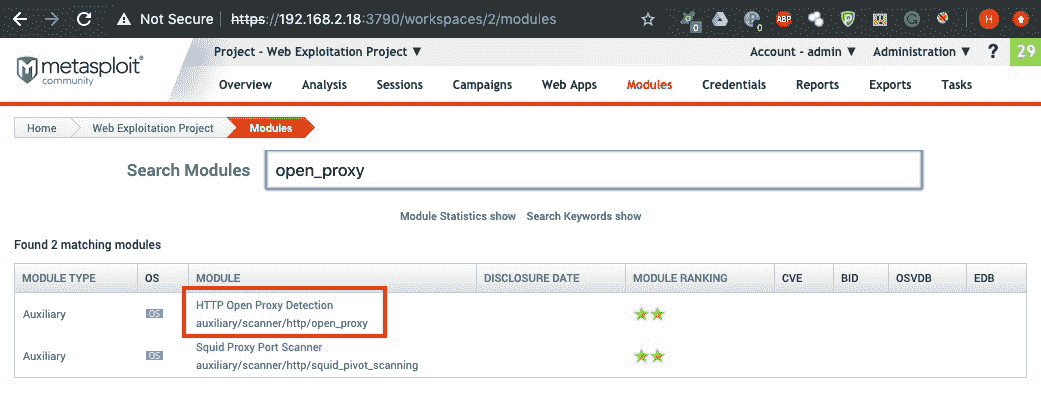 Not Secure https://192.168.2.18:3790/workspaces/2/modules
0 0 ABP H
metasploit®
community
Project - Web Exploitation Project ▼ Account - admin ▼ Administration ▼ ? 29
Overview Analysis Sessions Campaigns Web Apps Modules Credentials Reports Exports Tasks
Home Web Exploitation Project Modules
Search Modules open_proxy
Module Statistics show Search Keywords show
Found 2 matching modules
MODULE TYPE OS MODULE DISCLOSURE DATE MODULE RANKING CVE BID OSVDB EDB
Auxiliary OS HTTP Open Proxy Detection
auxiliary/scanner/http/open_proxy
Auxiliary OS Squid Proxy Port Scanner
auxiliary/scanner/http/squid_pivot_scanning